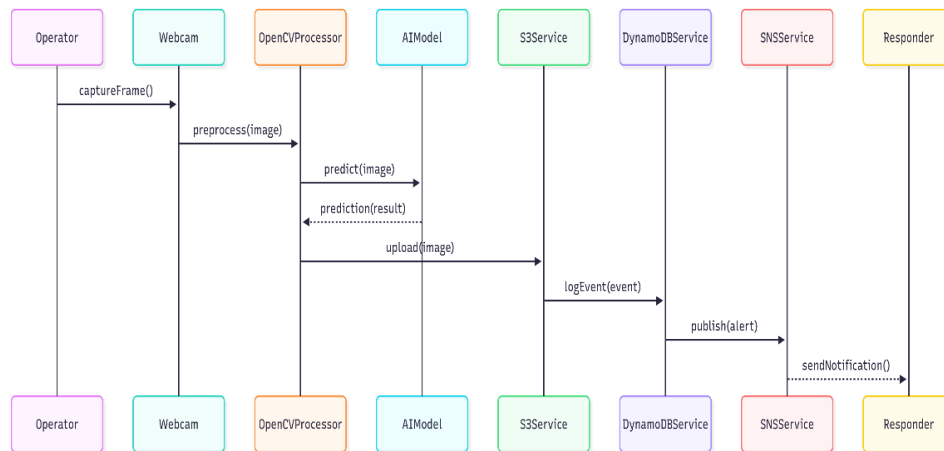 Operator Webcam OpenCVProcessor AIModel S3Service DynamoDBService SNSService Responder
captureFrame()
preprocess(image)
predict(image)
prediction(result)
upload(image)
logEvent(event)
publish(alert)
sendNotification()
Operator Webcam OpenCVProcessor AIModel S3Service DynamoDBService SNSService Responder